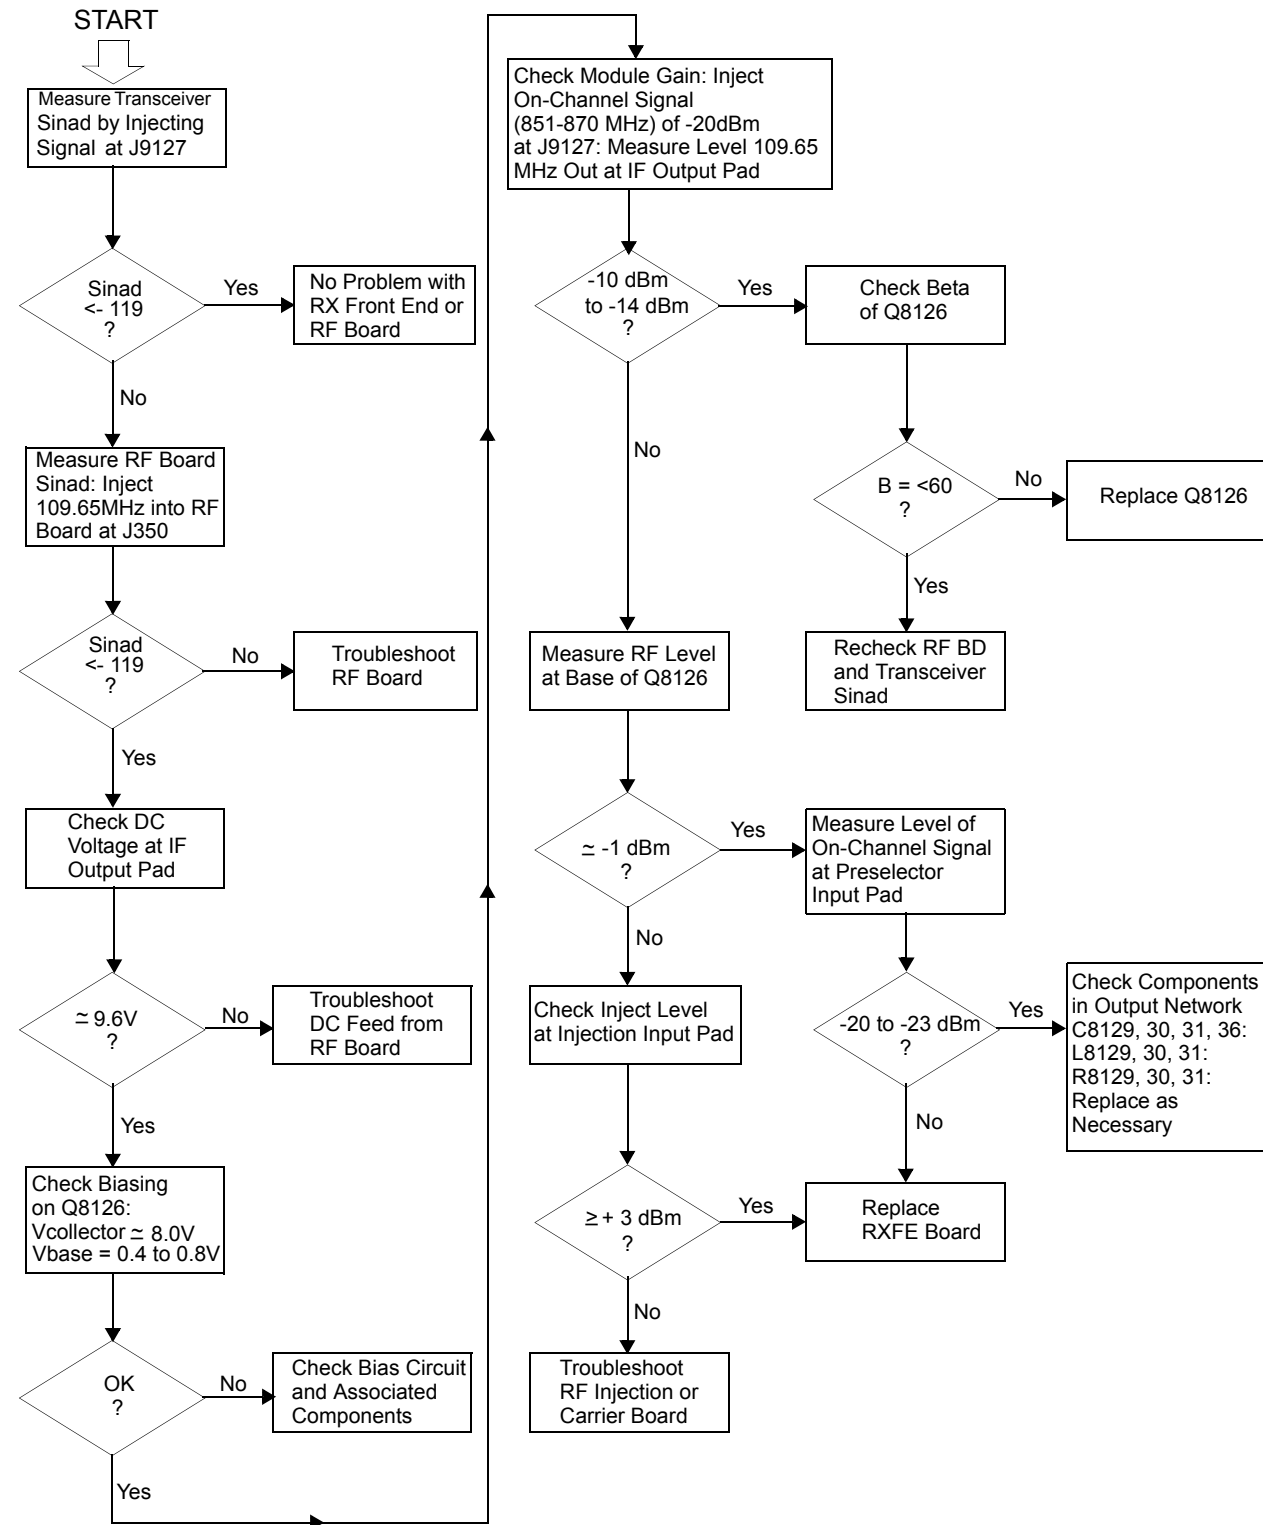 START
Measure Transceiver
Sinad by Injecting
Signal at J9127
Sinad
<- 119
?
Yes
No Problem with
RX Front End or
RF Board
No
Measure RF Board
Sinad: Inject
109.65MHz into RF
Board at J350
Sinad
<- 119
?
No
Troubleshoot
RF Board
Yes
Check DC
Voltage at IF
Output Pad
≃ 9.6V
?
No
Troubleshoot
DC Feed from
RF Board
Yes
Check Biasing
on Q8126:
Vcollector ≃ 8.0V
Vbase = 0.4 to 0.8V
OK
?
No
Check Bias Circuit
and Associated
Components
Yes
Check Module Gain: Inject
On-Channel Signal
(851-870 MHz) of -20dBm
at J9127: Measure Level 109.65
MHz Out at IF Output Pad
-10 dBm
to -14 dBm
?
Yes
Check Beta
of Q8126
B = <60
?
No
Replace Q8126
Yes
Recheck RF BD
and Transceiver
Sinad
No
Measure RF Level
at Base of Q8126
≃ -1 dBm
?
Yes
Measure Level of
On-Channel Signal
at Preselector
Input Pad
-20 to -23 dBm
?
Yes
Check Components
in Output Network
C8129, 30, 31, 36:
L8129, 30, 31:
R8129, 30, 31:
Replace as
Necessary
No
Replace
RXFE Board
No
Check Inject Level
at Injection Input Pad
≥ + 3 dBm
?
Yes
No
Troubleshoot
RF Injection or
Carrier Board